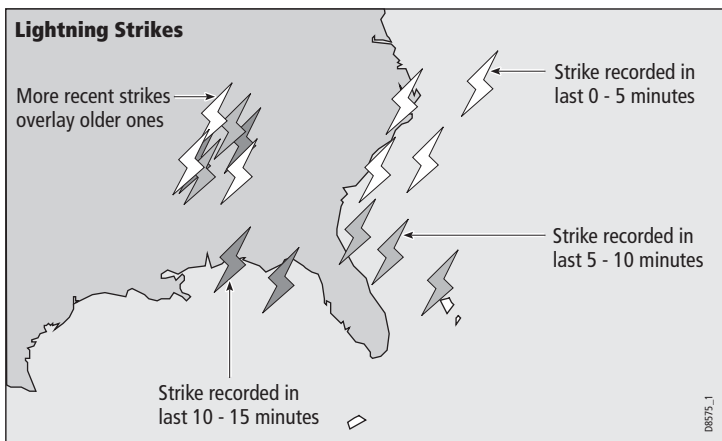 Lightning Strikes
More recent strikes
overlay older ones
Strike recorded in
last 0 - 5 minutes
Strike recorded in
last 5 - 10 minutes
Strike recorded in
last 10 - 15 minutes
D8575_1